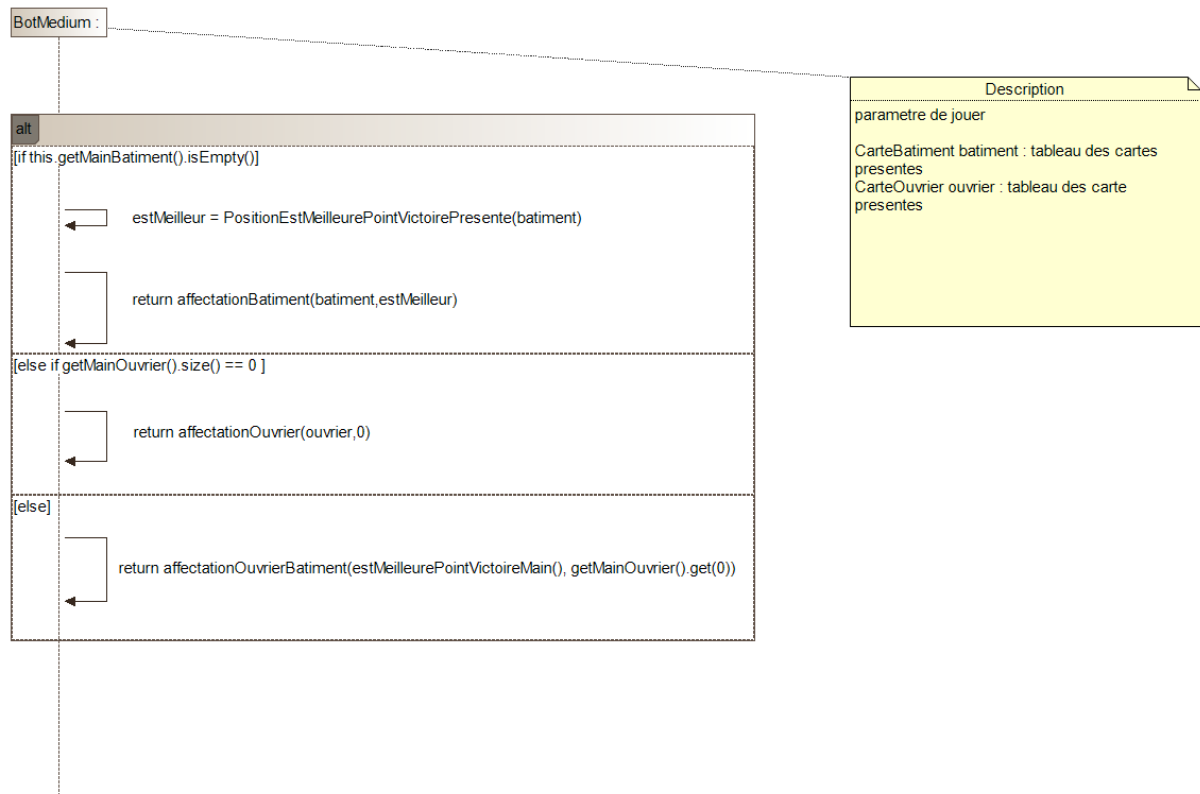 BotMedium :
Description
parametre de jouer
CarteBatiment batiment : tableau des cartes
presentes
CarteOuvrier ouvrier : tableau des carte
presentes
alt
[if this.getMainBatiment().isEmpty()]
estMeilleur = PositionEstMeilleurePointVictoirePresente(batiment)
return affectationBatiment(batiment,estMeilleur)
[else if getMainOuvrier().size() == 0 ]
return affectationOuvrier(ouvrier,0)
[else]
return affectationOuvrierBatiment(estMeilleurePointVictoireMain(), getMainOuvrier().get(0))